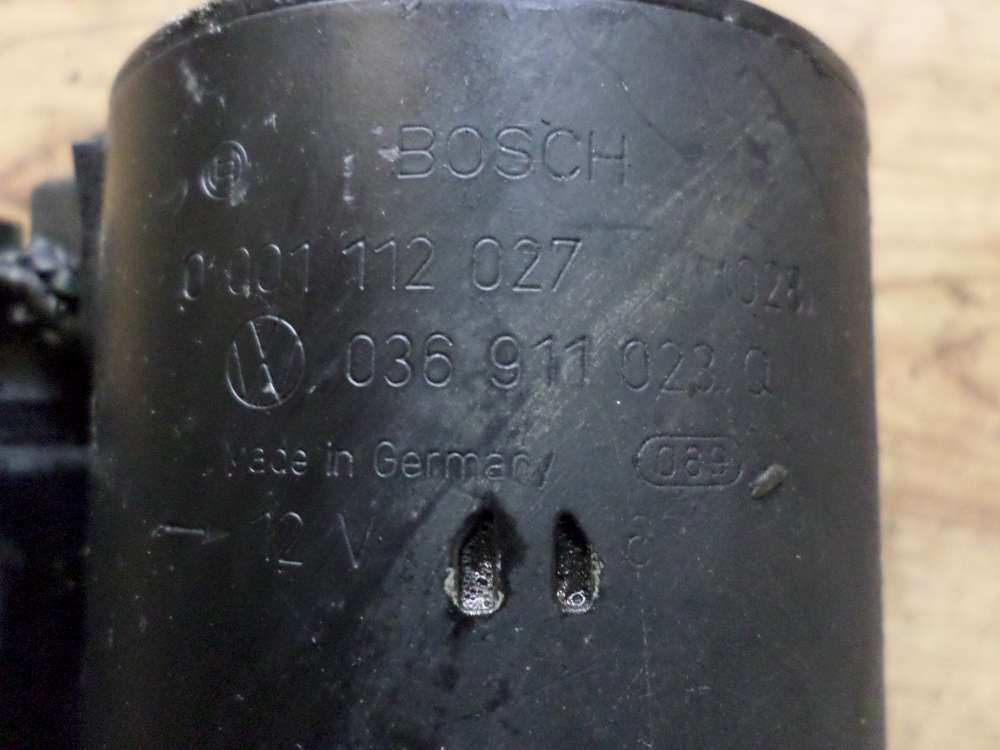 BOSCH
0 001 112 027
036 911 023 Q
Made in Germany 089
12 V C